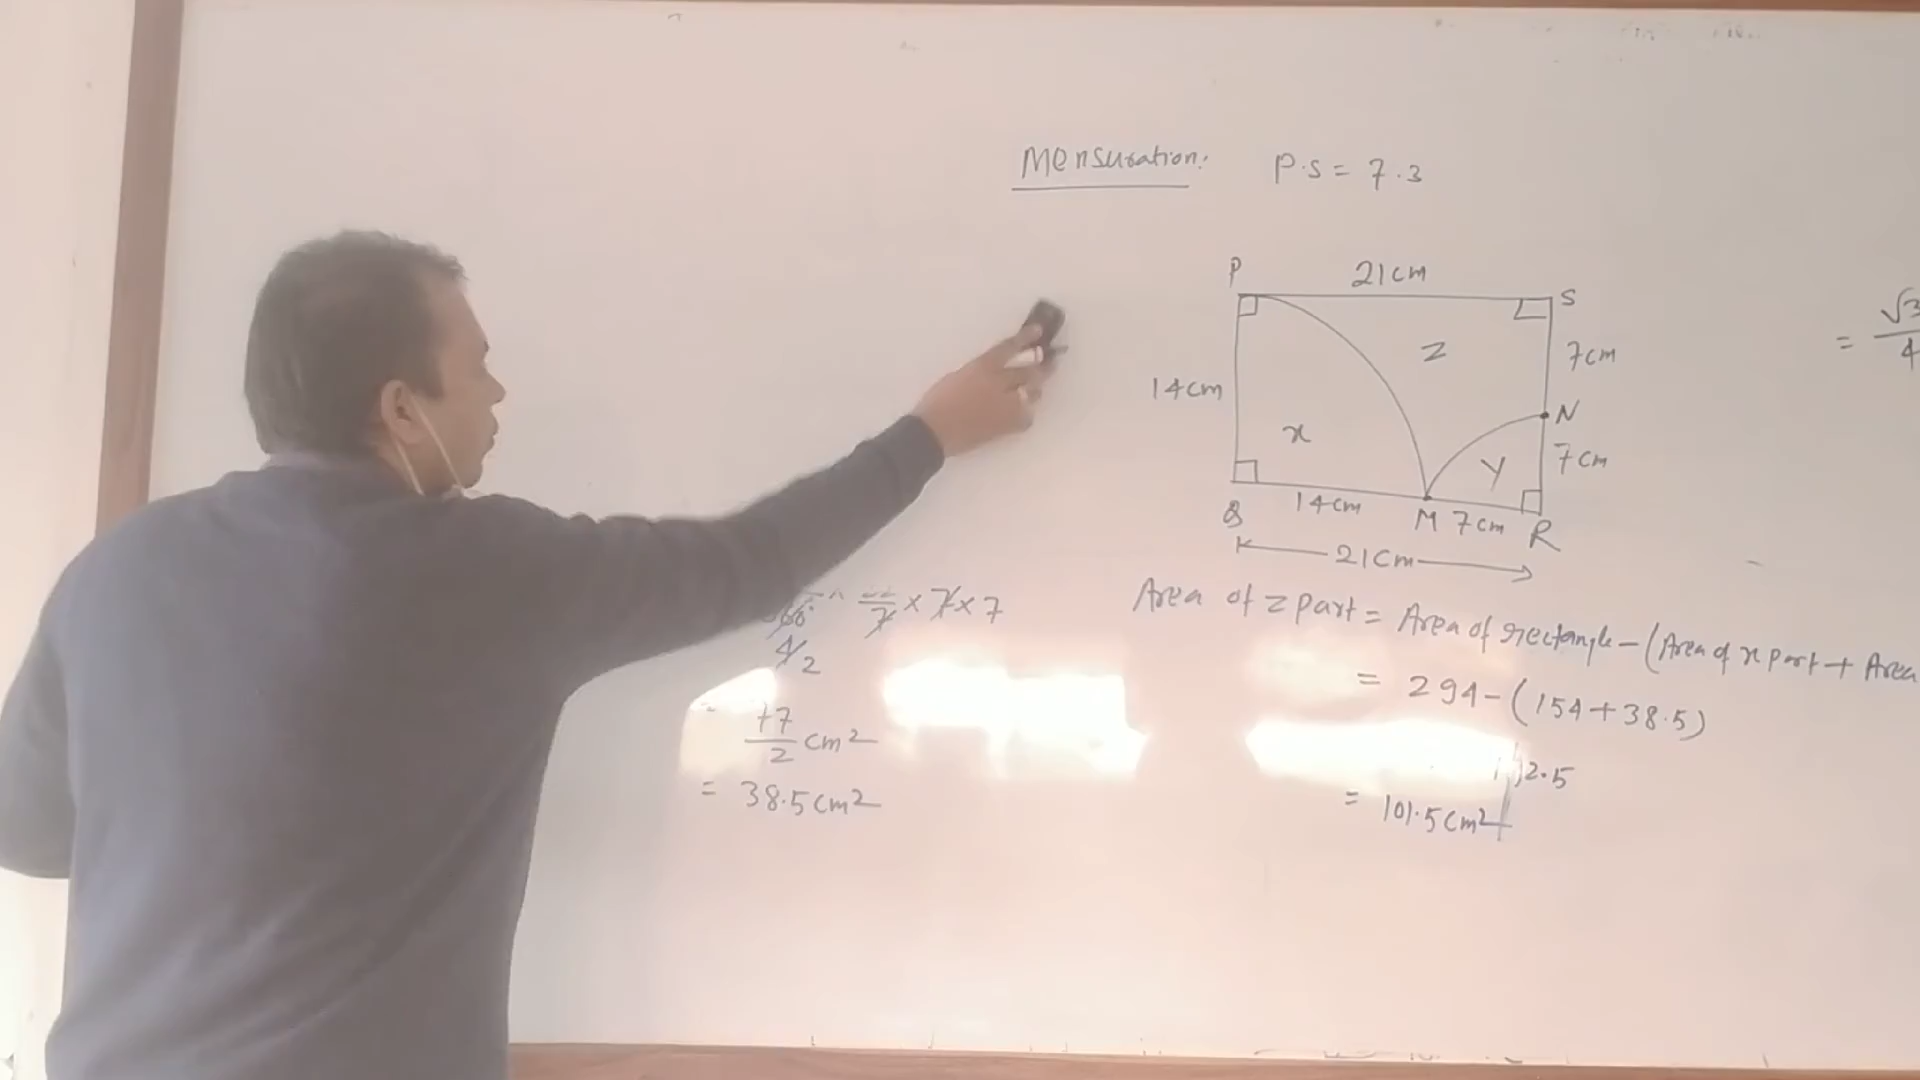 Mensuration: P.S = 7.3
P 21cm S
z 7cm
14cm
N
x 7cm
y
14cm M 7cm R
Q
21cm
= √3
4
7 × 7 × 7
4 2
77
2 cm²
= 38.5 cm²
Area of z part = Area of rectangle - (Area of x part + Area
= 294 - (154 + 38.5)
192.5
= 101.5 cm²